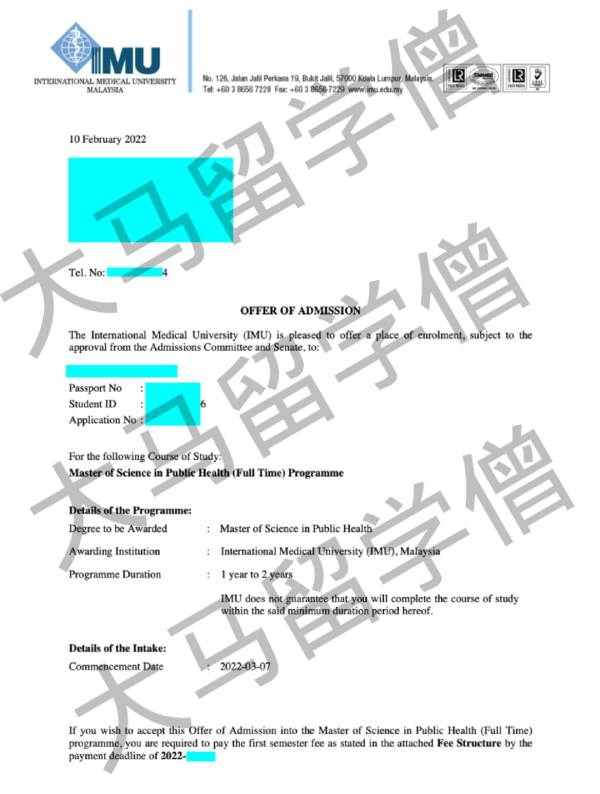 IMU
INTERNATIONAL MEDICAL UNIVERSITY
MALAYSIA
No. 126, Jalan Jalil Perkasa 19, Bukit Jalil, 57000 Kuala Lumpur, Malaysia.
Tel: +60 3 8656 7228 Fax: +60 3 8656 7229 www.imu.edu.my
10 February 2022
Tel. No: 4
OFFER OF ADMISSION
The International Medical University (IMU) is pleased to offer a place of enrolment, subject to the
approval from the Admissions Committee and Senate, to:
Passport No :
Student ID : 6
Application No :
For the following Course of Study:
Master of Science in Public Health (Full Time) Programme
Details of the Programme:
Degree to be Awarded : Master of Science in Public Health
Awarding Institution : International Medical University (IMU), Malaysia
Programme Duration : 1 year to 2 years
IMU does not guarantee that you will complete the course of study
within the said minimum duration period hereof.
Details of the Intake:
Commencement Date : 2022-03-07
If you wish to accept this Offer of Admission into the Master of Science in Public Health (Full Time)
programme, you are required to pay the first semester fee as stated in the attached Fee Structure by the
payment deadline of 2022-
大马留学僧
大马留学僧
大马留学僧